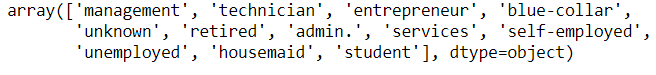 array(['management', 'technician', 'entrepreneur', 'blue-collar',
'unknown', 'retired', 'admin.', 'services', 'self-employed',
'unemployed', 'housemaid', 'student'], dtype=object)